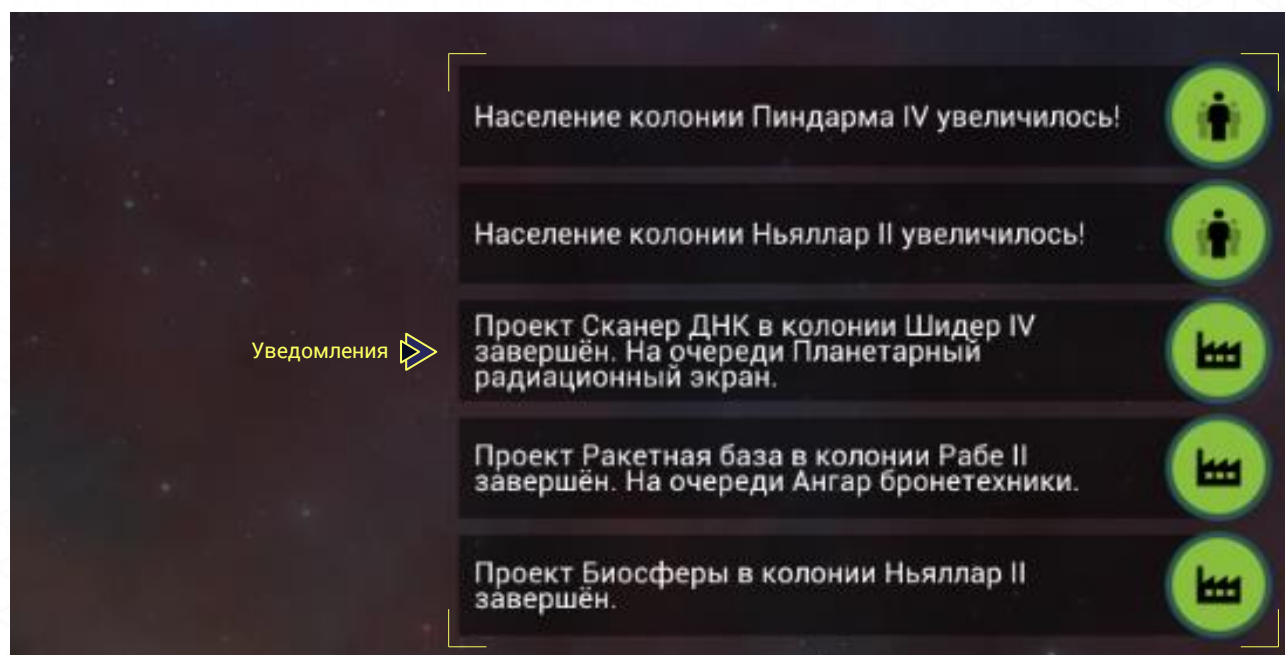 Население колонии Пиндарма IV увеличилось!
Население колонии Ньяллар II увеличилось!
Уведомления
Проект Сканер ДНК в колонии Шидер IV
завершён. На очереди Планетарный
радиационный экран.
Проект Ракетная база в колонии Рабе II
завершён. На очереди Ангар бронетехники.
Проект Биосферы в колонии Ньяллар II
завершён.